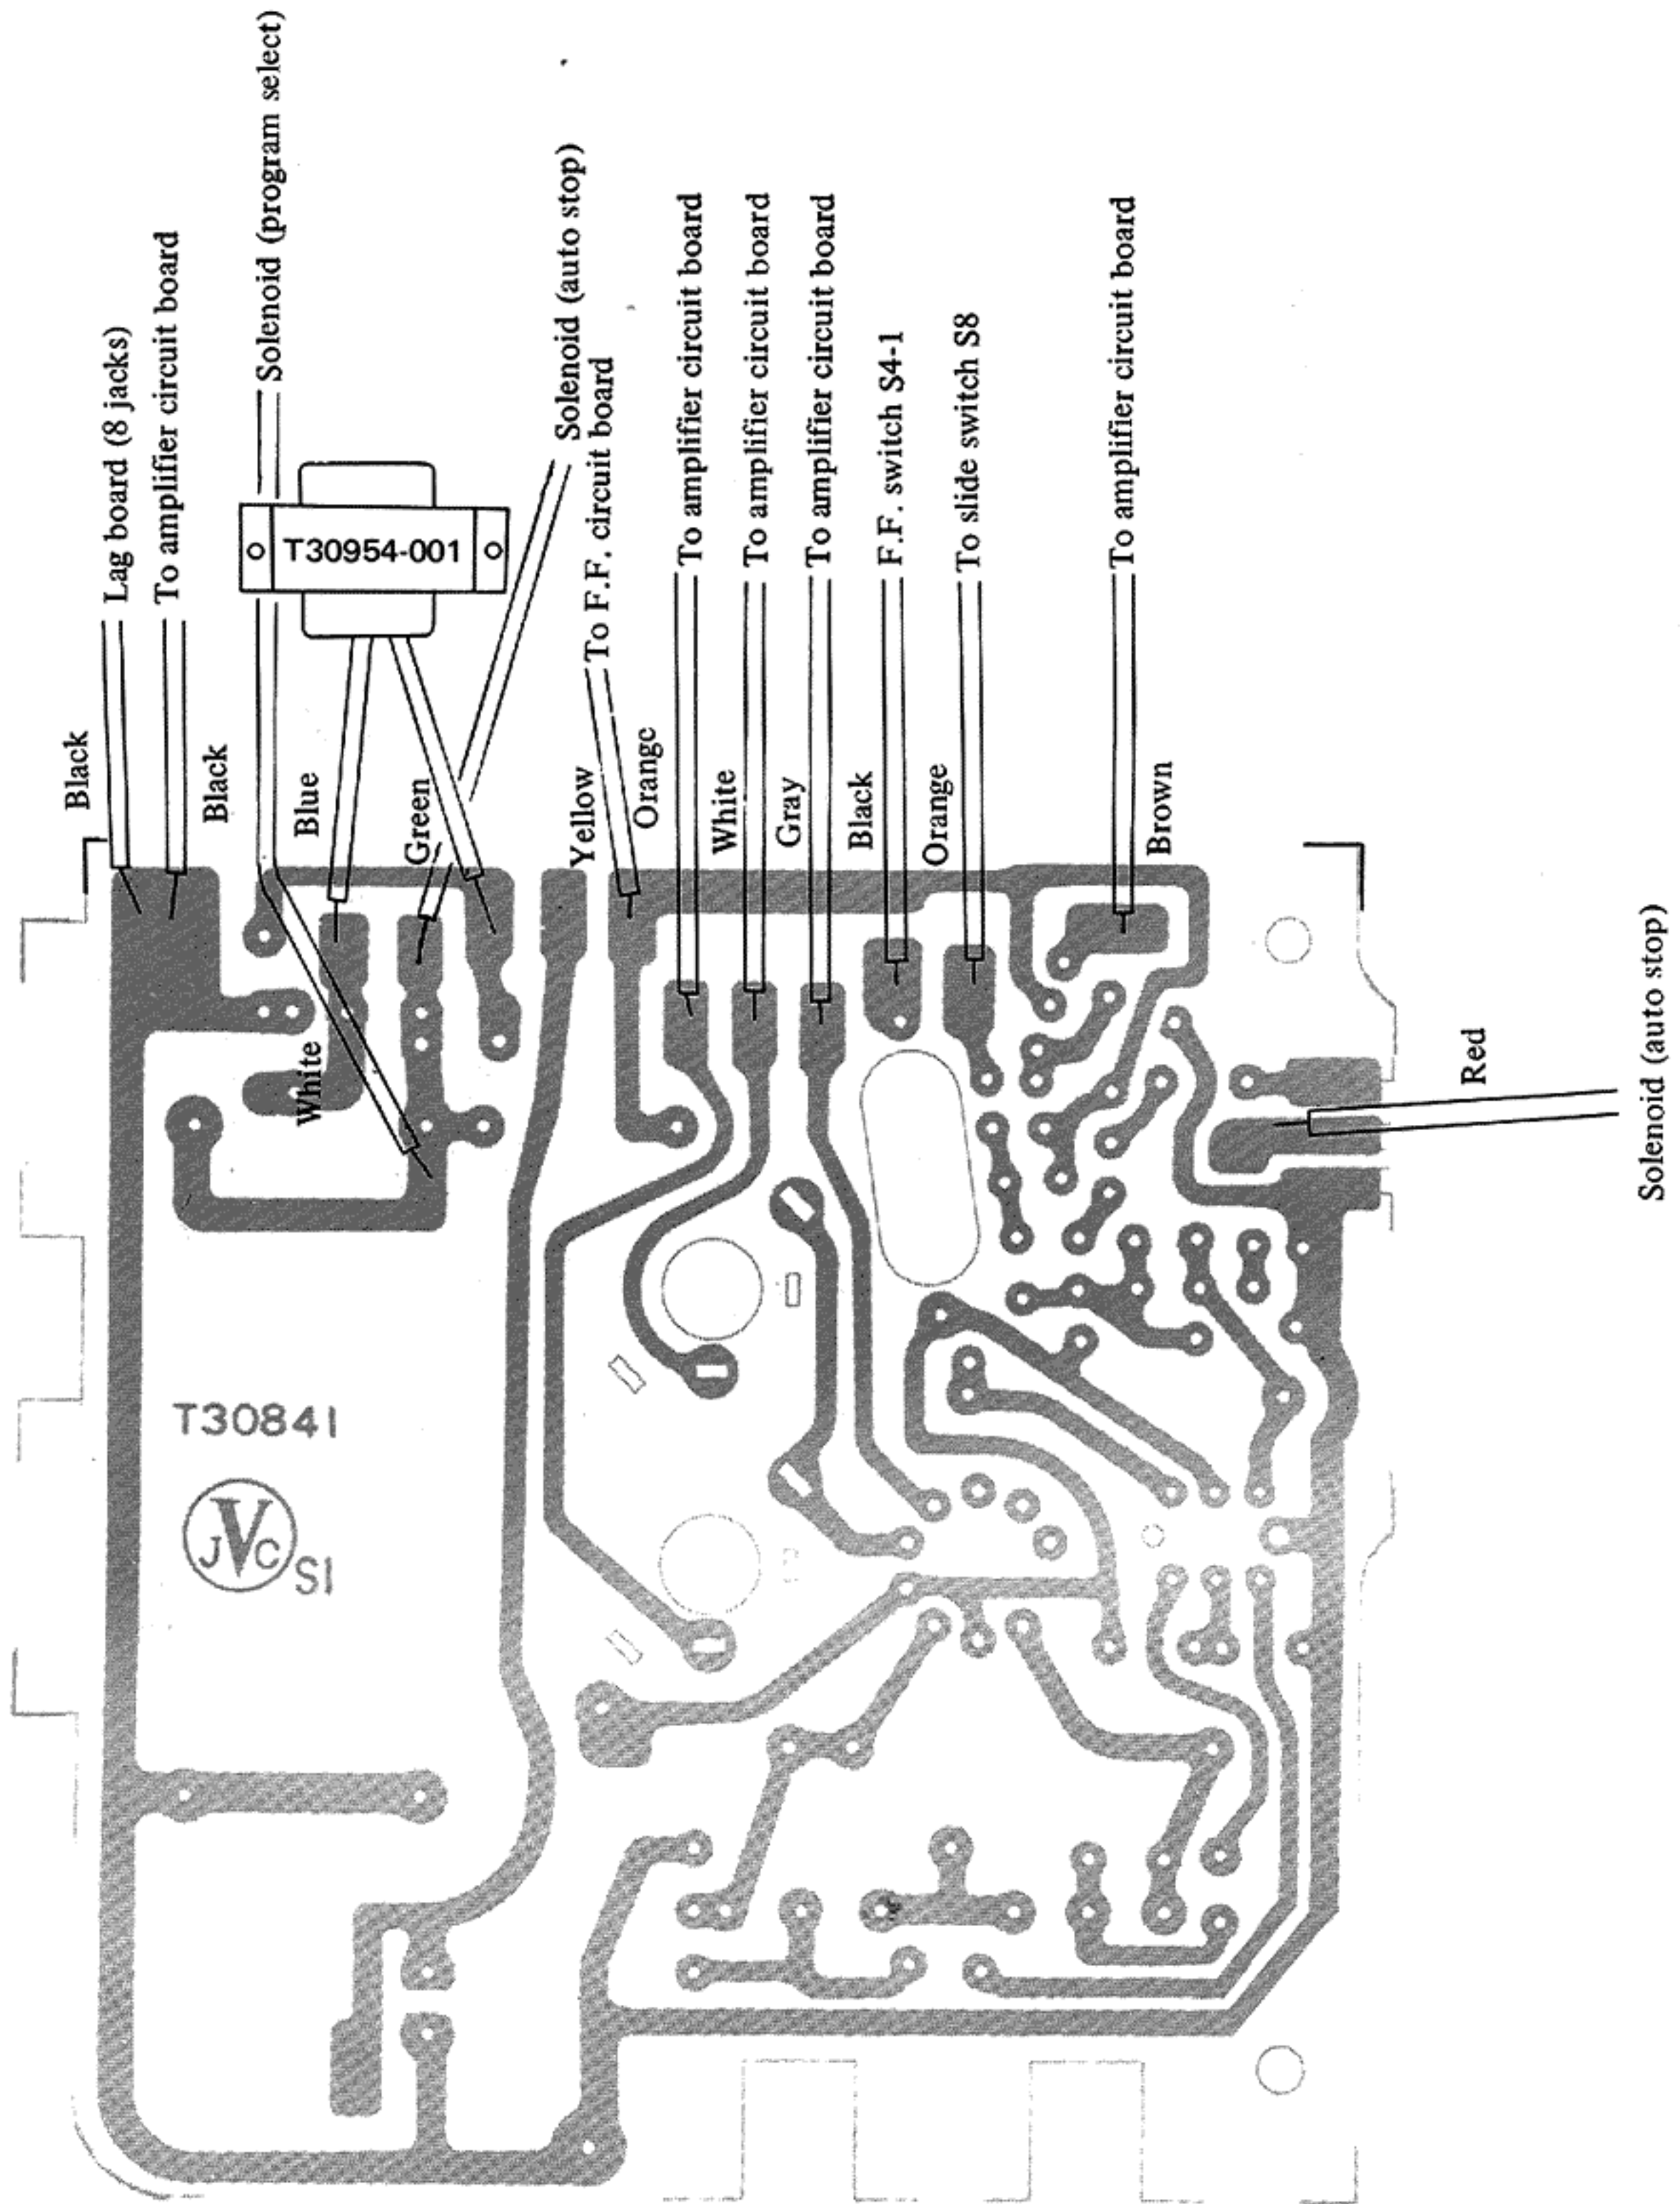 Black
Lag board (8 jacks)
To amplifier circuit board
Black
Solenoid (program select)
Blue
T30954-001
White
Green
Solenoid (auto stop)
Yellow
To F.F. circuit board
Orange
To amplifier circuit board
White
To amplifier circuit board
Gray
To amplifier circuit board
Black
F.F. switch S4-1
Orange
To slide switch S8
To amplifier circuit board
Brown
Red
Solenoid (auto stop)
T30841
JVC
S1